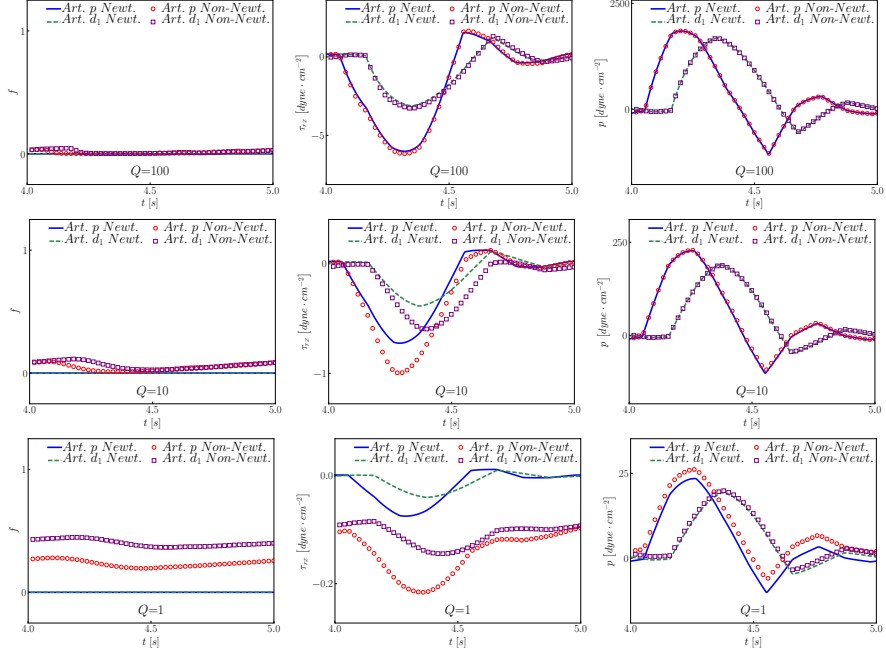 Art. p Newt. Art. p Non-Newt.
Art. d1 Newt. Art. d1 Non-Newt.
1
f
0
Q=100
4.0 4.5 5.0
t [s]
Art. p Newt. Art. p Non-Newt.
Art. d1 Newt. Art. d1 Non-Newt.
0
τrx [dyne · cm−2]
−5
Q=100
4.0 4.5 5.0
t [s]
2500
Art. p Newt. Art. p Non-Newt.
Art. d1 Newt. Art. d1 Non-Newt.
p [dyne · cm−2]
0
Q=100
4.0 4.5 5.0
t [s]
Art. p Newt. Art. p Non-Newt.
Art. d1 Newt. Art. d1 Non-Newt.
1
f
0
Q=10
4.0 4.5 5.0
t [s]
Art. p Newt. Art. p Non-Newt.
Art. d1 Newt. Art. d1 Non-Newt.
0
τrx [dyne · cm−2]
−1
Q=10
4.0 4.5 5.0
t [s]
Art. p Newt. Art. p Non-Newt.
Art. d1 Newt. Art. d1 Non-Newt.
250
p [dyne · cm−2]
0
Q=10
4.0 4.5 5.0
t [s]
Art. p Newt. Art. p Non-Newt.
Art. d1 Newt. Art. d1 Non-Newt.
1
f
0
Q=1
4.0 4.5 5.0
t [s]
Art. p Newt. Art. p Non-Newt.
Art. d1 Newt. Art. d1 Non-Newt.
0.0
τrx [dyne · cm−2]
−0.2
Q=1
4.0 4.5 5.0
t [s]
Art. p Newt. Art. p Non-Newt.
Art. d1 Newt. Art. d1 Non-Newt.
25
p [dyne · cm−2]
0
Q=1
4.0 4.5 5.0
t [s]